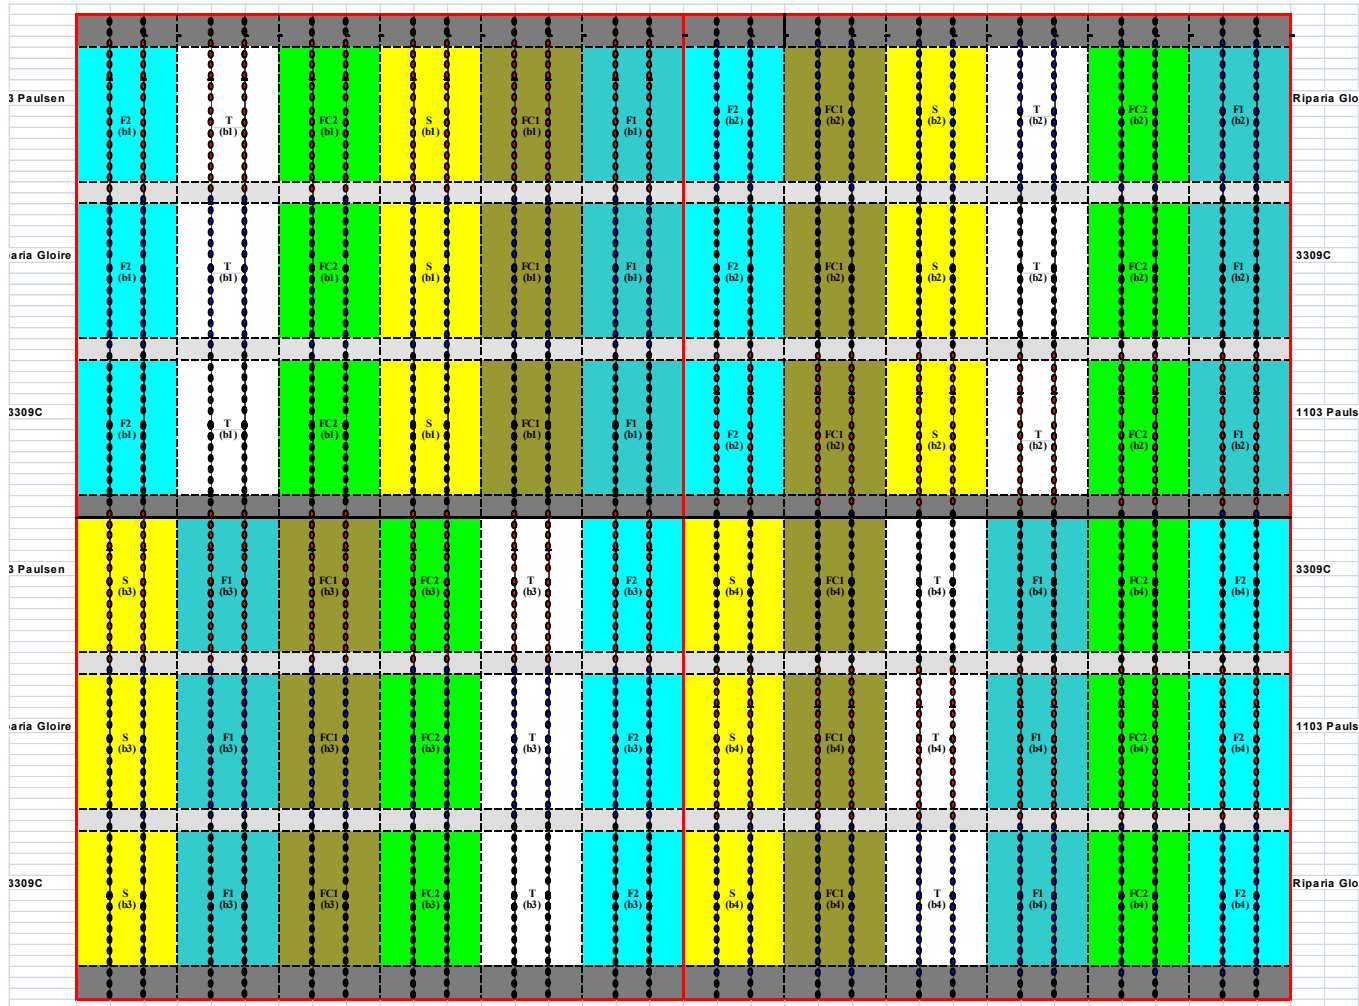 3 Paulsen
F2 T FC2 S FC1 F1 F2 FC1 S T FC2 F1
(b1) (b1) (b1) (b1) (b1) (b1) (b2) (b2) (b2) (b2) (b2) (b2)
Riparia Glo
aria Gloire
F2 T FC2 S FC1 F1 F2 FC1 S T FC2 F1
(b1) (b1) (b1) (b1) (b1) (b1) (b2) (b2) (b2) (b2) (b2) (b2)
3309C
3309C
F2 T FC2 S FC1 F1 F2 FC1 S T FC2 F1
(b1) (b1) (b1) (b1) (b1) (b1) (b2) (b2) (b2) (b2) (b2) (b2)
1103 Pauls
3 Paulsen
S F1 FC1 FC2 T F2 S FC1 T F1 FC2 F2
(b3) (b3) (b3) (b3) (b3) (b3) (b4) (b4) (b4) (b4) (b4) (b4)
3309C
aria Gloire
S F1 FC1 FC2 T F2 S FC1 T F1 FC2 F2
(b3) (b3) (b3) (b3) (b3) (b3) (b4) (b4) (b4) (b4) (b4) (b4)
1103 Pauls
3309C
S F1 FC1 FC2 T F2 S FC1 T F1 FC2 F2
(b3) (b3) (b3) (b3) (b3) (b3) (b4) (b4) (b4) (b4) (b4) (b4)
Riparia Glo